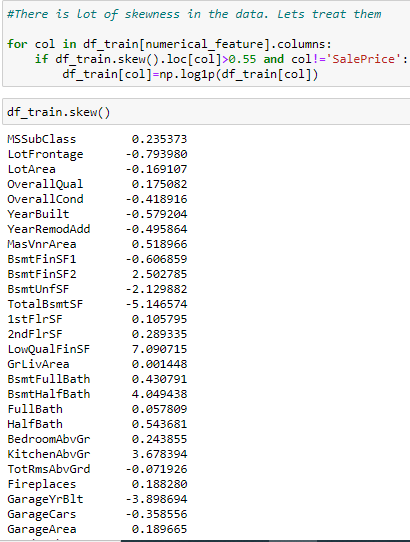 #There is lot of skewness in the data. Lets treat them
for col in df_train[numerical_feature].columns:
if df_train.skew().loc[col]>0.55 and col!='SalePrice':
df_train[col]=np.log1p(df_train[col])
df_train.skew()
MSSubClass 0.235373
LotFrontage -0.793980
LotArea -0.169107
OverallQual 0.175082
OverallCond -0.418916
YearBuilt -0.579204
YearRemodAdd -0.495864
MasVnrArea 0.518966
BsmtFinSF1 -0.606859
BsmtFinSF2 2.502785
BsmtUnfSF -2.129882
TotalBsmtSF -5.146574
1stFlrSF 0.105795
2ndFlrSF 0.289335
LowQualFinSF 7.090715
GrLivArea 0.001448
BsmtFullBath 0.430791
BsmtHalfBath 4.049438
FullBath 0.057809
HalfBath 0.543681
BedroomAbvGr 0.243855
KitchenAbvGr 3.678394
TotRmsAbvGrd -0.071926
Fireplaces 0.188280
GarageYrBlt -3.898694
GarageCars -0.358556
GarageArea 0.189665